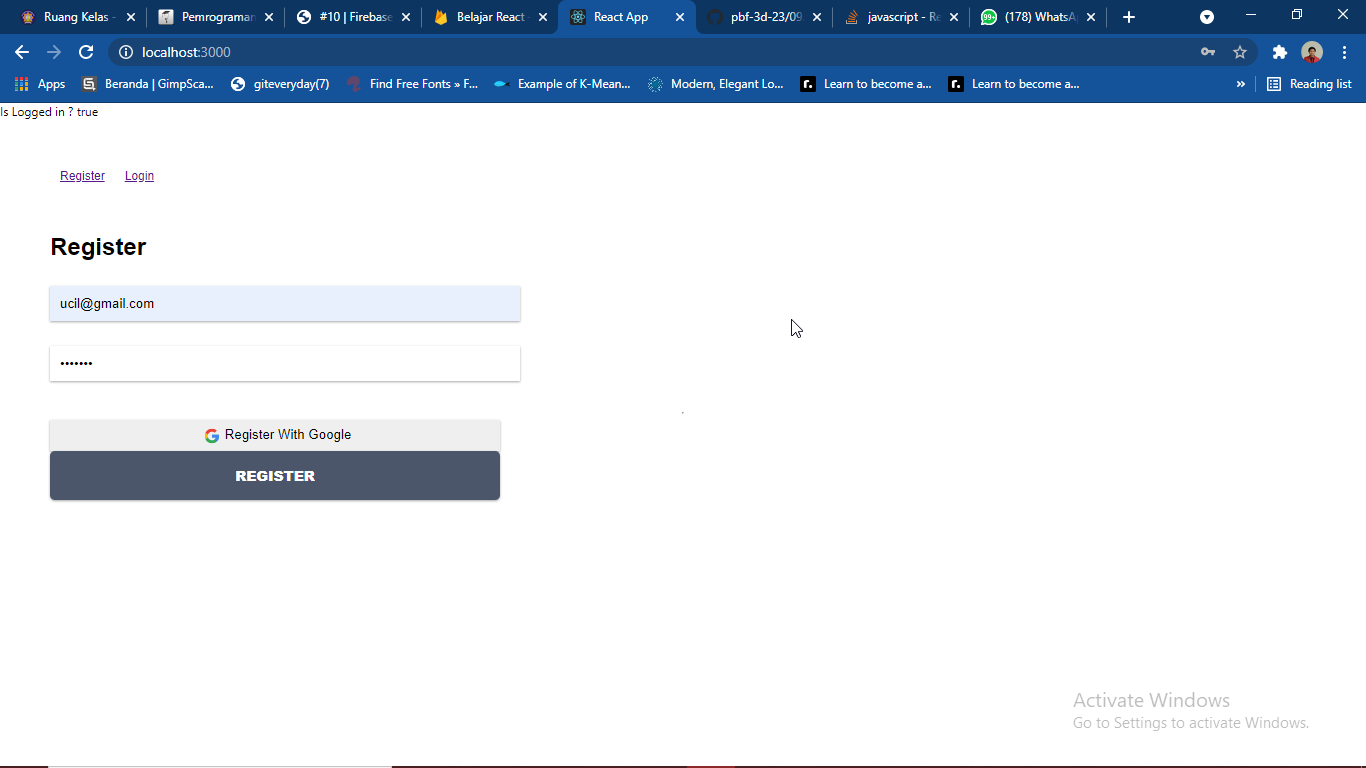 Ruang Kelas -
Pemrograman
#10 | Firebase
Belajar React -
React App
pbf-3d-23/09
javascript - Re
99+
(178) WhatsA
localhost:3000
Apps
Beranda | GimpSca...
giteveryday(7)
Find Free Fonts » F...
Example of K-Mean...
Modern, Elegant Lo...
r.
Learn to become a...
r.
Learn to become a...
»
Reading list
Is Logged in ? true
Register Login
Register
ucil@gmail.com
•••••••
Register With Google
REGISTER
Activate Windows
Go to Settings to activate Windows.